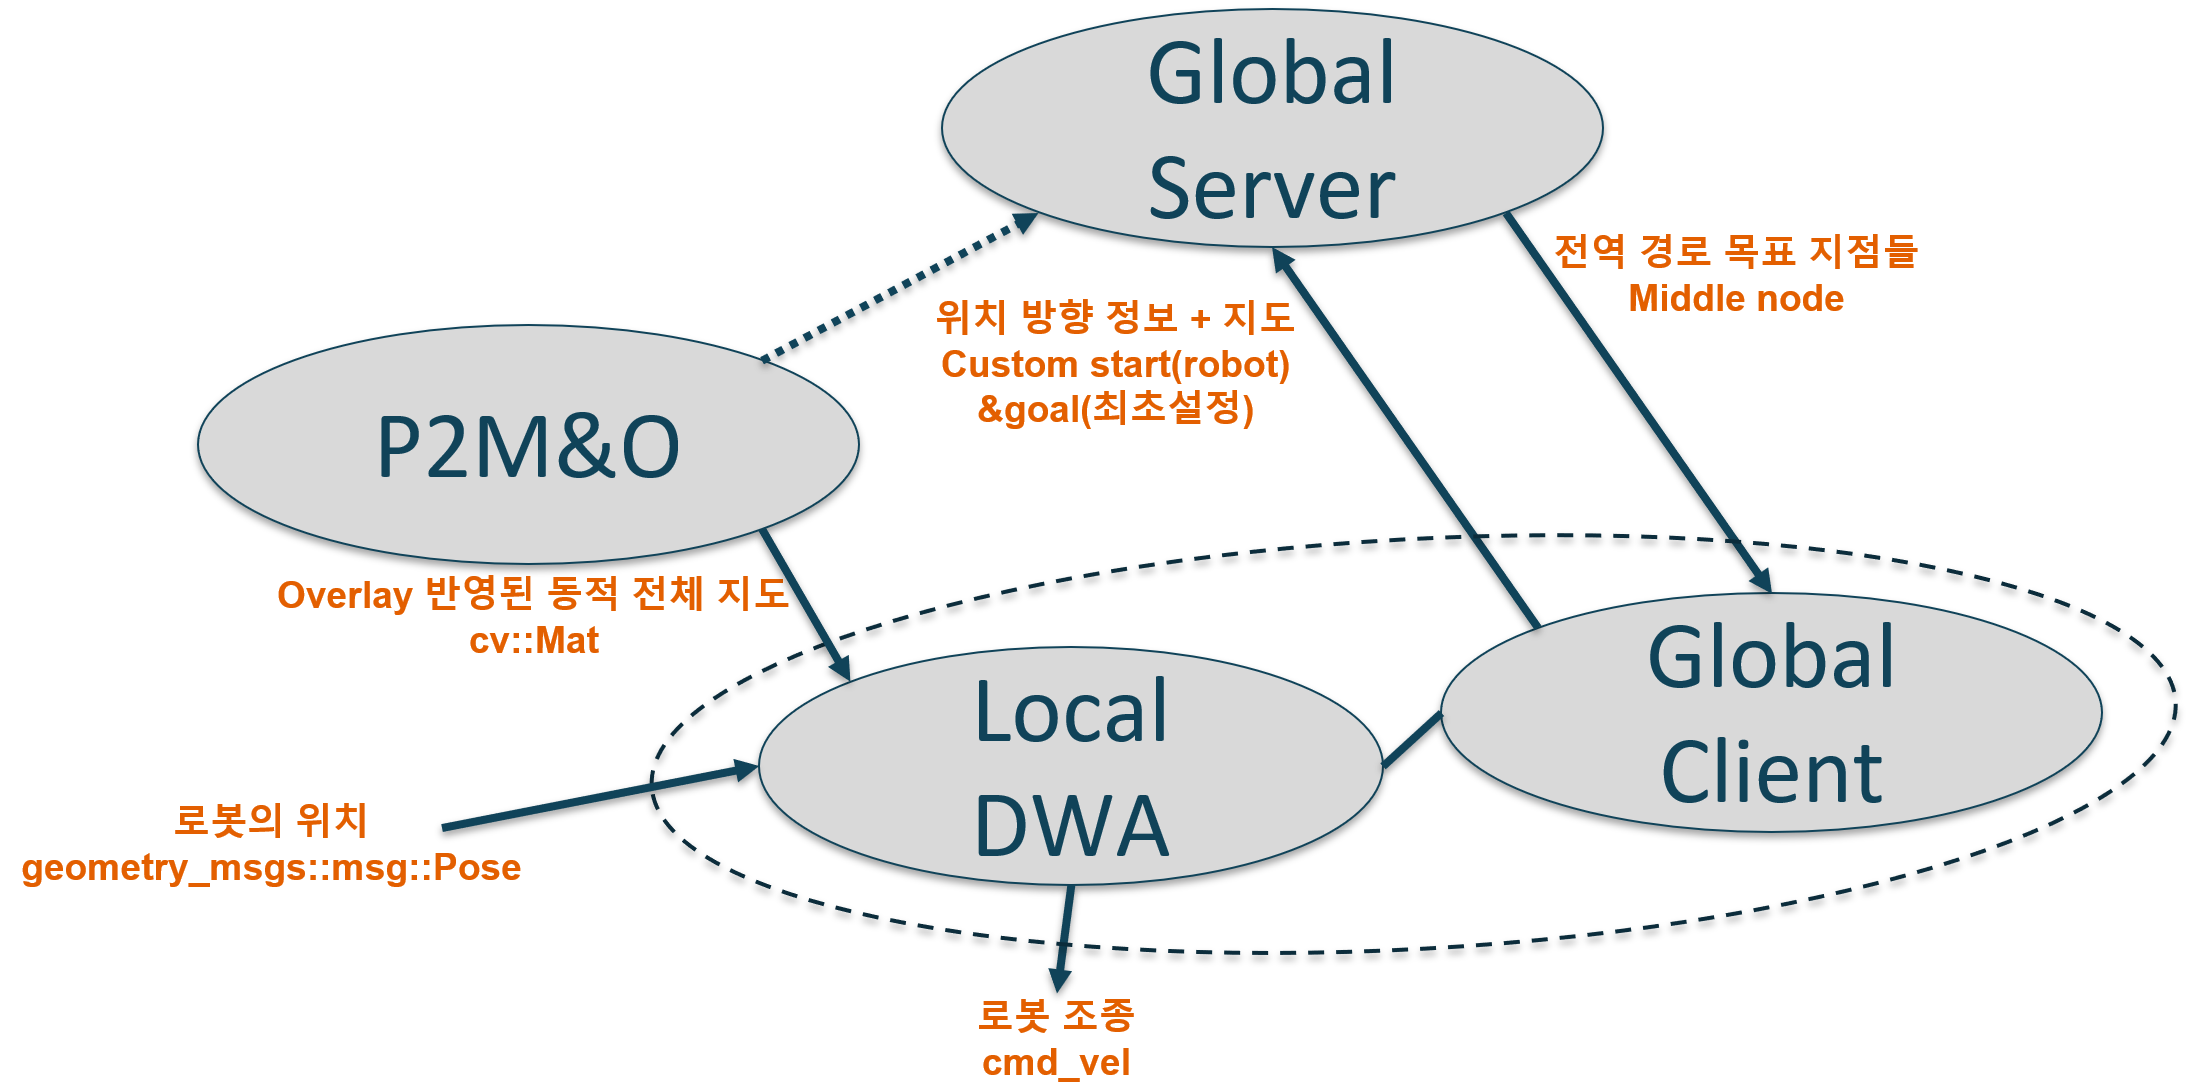 Global
Server
전역 경로 목표 지점들
Middle node
위치 방향 정보 + 지도
Custom start(robot)
&goal(최초설정)
P2M&O
Overlay 반영된 동적 전체 지도
cv::Mat
Global
Client
Local
DWA
로봇의 위치
geometry_msgs::msg::Pose
로봇 조종
cmd_vel